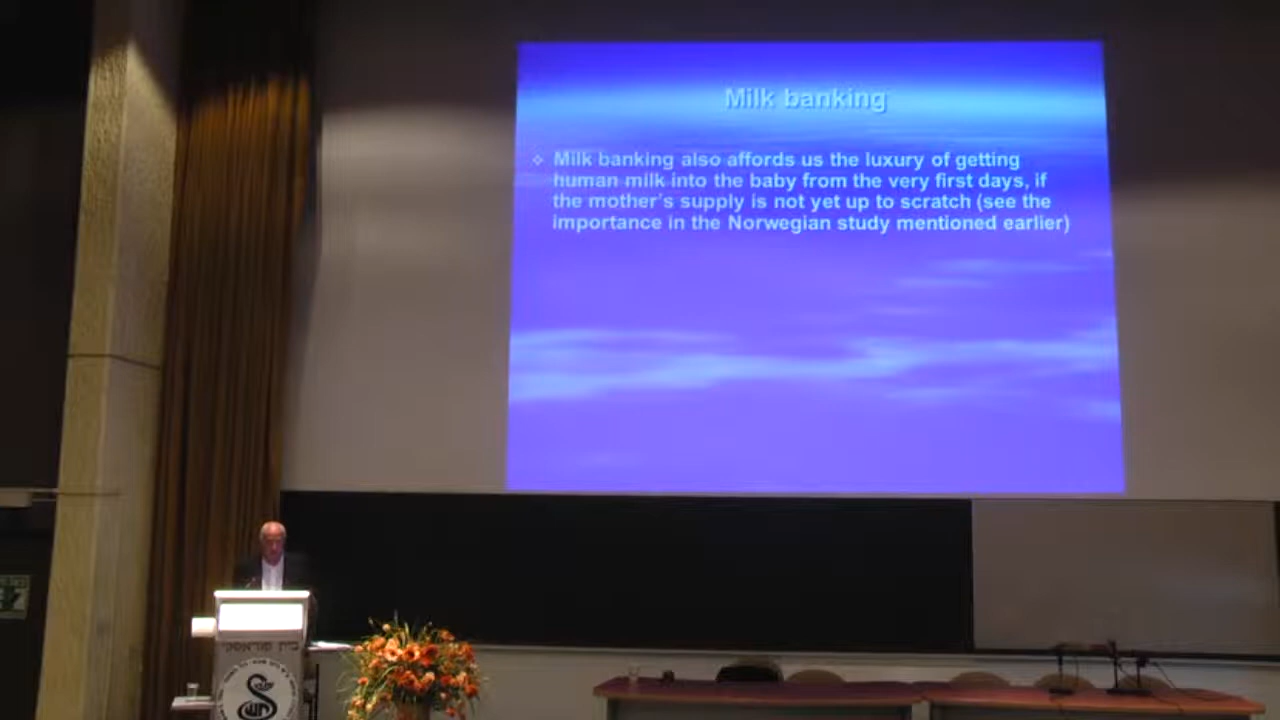 Milk banking
Milk banking also affords us the luxury of getting
human milk into the baby from the very first days, if
the mother's supply is not yet up to scratch (see the
importance in the Norwegian study mentioned earlier)